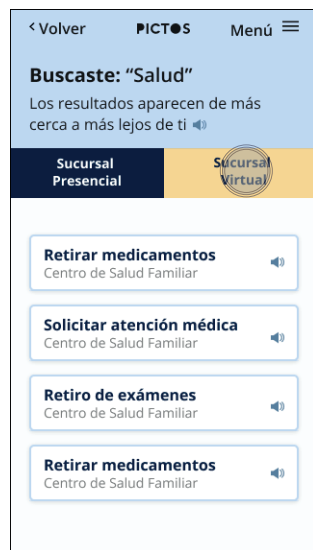 < Volver PICTOS Menú
Buscaste: “Salud”
Los resultados aparecen de más
cerca a más lejos de ti
Sucursal Presencial
Sucursal Virtual
Retirar medicamentos
Centro de Salud Familiar
Solicitar atención médica
Centro de Salud Familiar
Retiro de exámenes
Centro de Salud Familiar
Retirar medicamentos
Centro de Salud Familiar